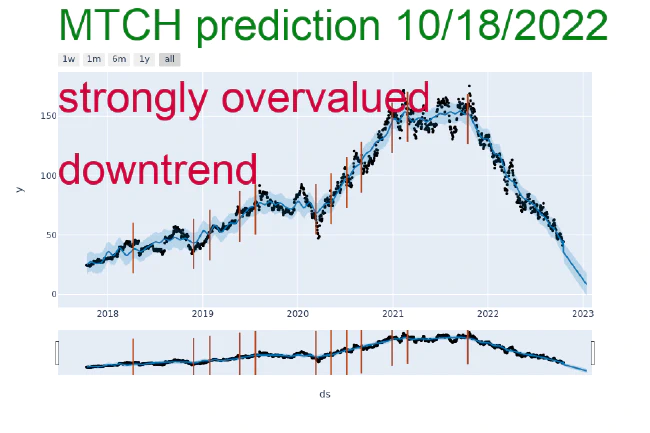 MTCH prediction 10/18/2022
1w 1m 6m 1y all
strongly overvalued
150
downtrend
100
y
50
0
2018 2019 2020 2021 2022 2023
ds